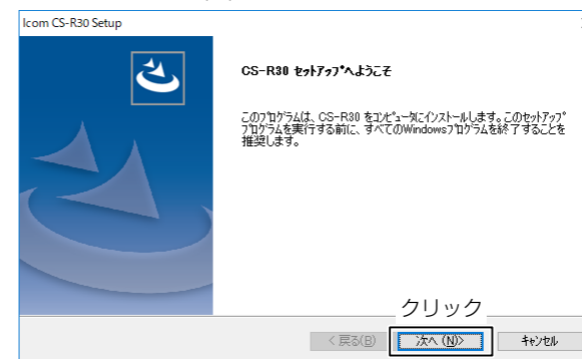 Icom CS-R30 Setup
CS-R30 ｾｯﾄｱｯﾌﾟへようこそ
このﾌﾟﾛｸﾞﾗﾑは、CS-R30 をｺﾝﾋﾟｭｰﾀにｲﾝｽﾄｰﾙします。このｾｯﾄｱｯﾌﾟ
ﾌﾟﾛｸﾞﾗﾑを実行する前に、すべてのWindowsﾌﾟﾛｸﾞﾗﾑを終了することを
推奨します。
クリック
< 戻る(B)
次へ (N)>
ｷｬﾝｾﾙ